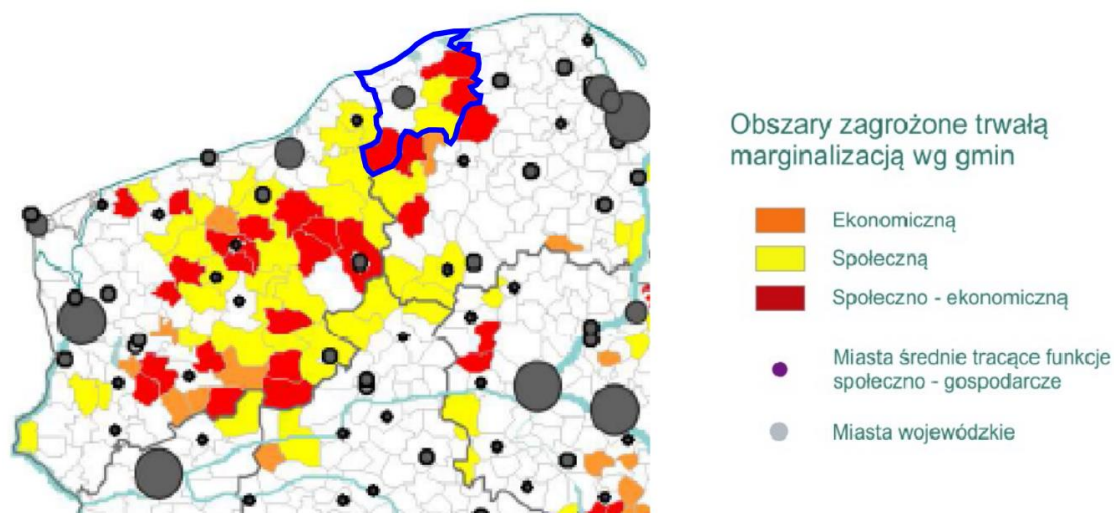 Obszary zagrożone trwałą
marginalizacją wg gmin
Ekonomiczną
Społeczną
Społeczno - ekonomiczną
Miasta średnie tracące funkcje
społeczno - gospodarcze
Miasta wojewódzkie